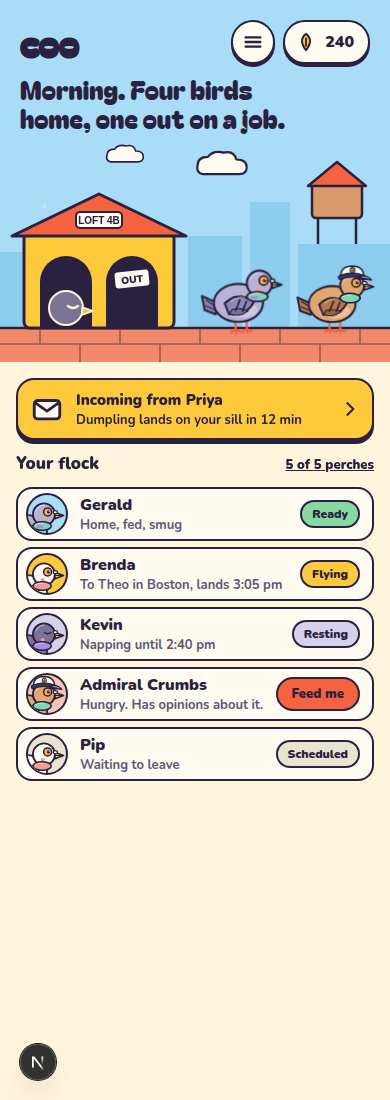 COO
240
Morning. Four birds
home, one out on a job.
LOFT 4B
OUT
Incoming from Priya
Dumpling lands on your sill in 12 min
Your flock
5 of 5 perches
Gerald
Home, fed, smug
Ready
Brenda
To Theo in Boston, lands 3:05 pm
Flying
Kevin
Napping until 2:40 pm
Resting
Admiral Crumbs
Hungry. Has opinions about it.
Feed me
Pip
Waiting to leave
Scheduled
N